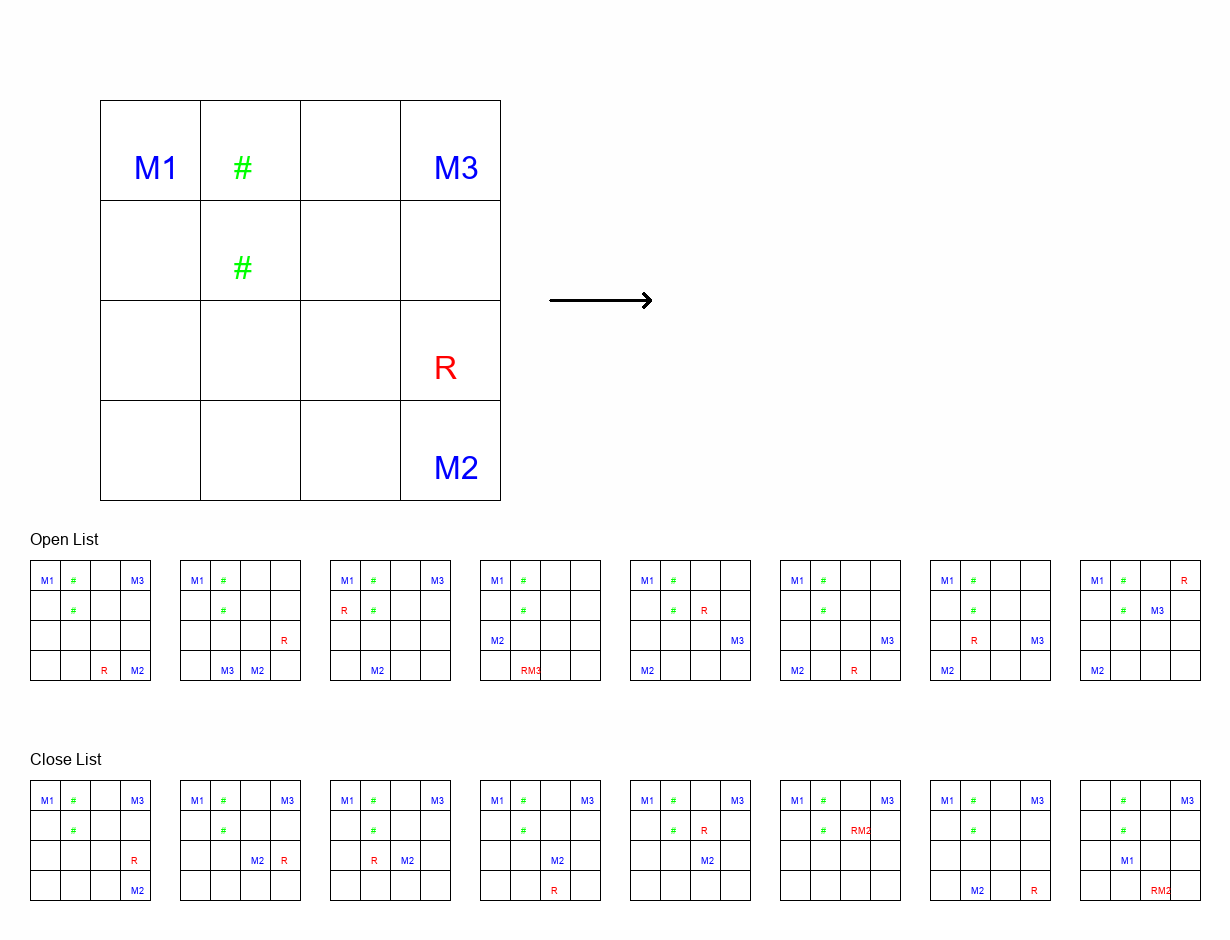 M1 # M3
#
R
M2
Open List
M1 # M3 M1 # M1 # M3 M1 # M1 # M1 # M1 # M1 # R
# # R # # # R # # # M3
R M2 M3 M3 R M3
R M2 M3 M2 M2 RM3 M2 M2 R M2 M2
Close List
M1 # M3 M1 # M3 M1 # M3 M1 # M3 M1 # M3 M1 # M3 M1 # M3 # M3
# # # # # R # RM2 # #
R M2 R R M2 M2 M2 M1
M2 R M2 R RM2